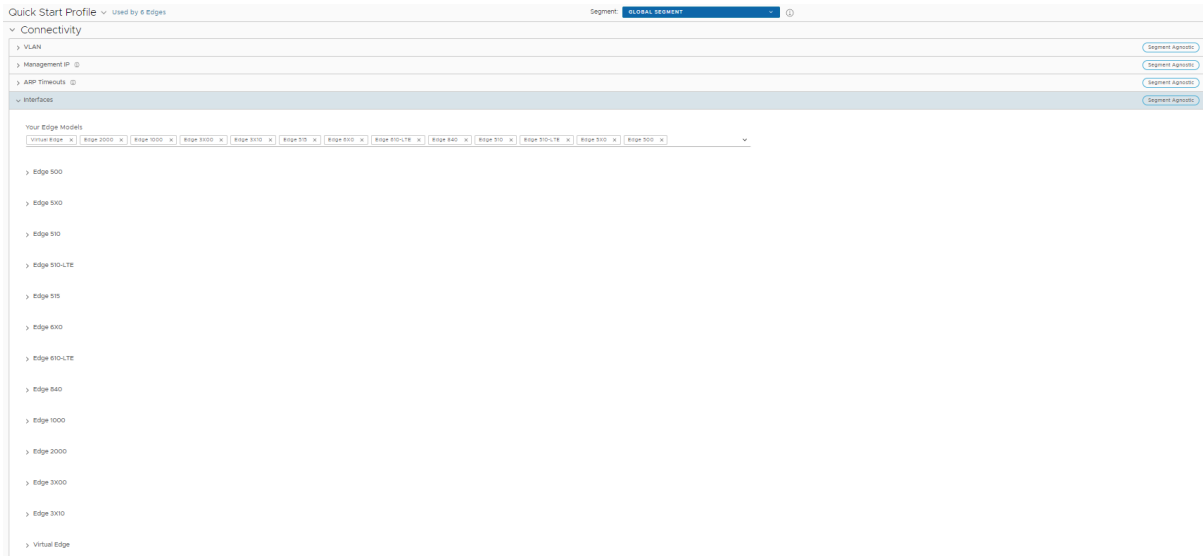 Quick Start Profile Used by 6 Edges Segment: GLOBAL SEGMENT
Connectivity
VLAN Segment Agnostic
Management IP Segment Agnostic
ARP Timeouts Segment Agnostic
Interfaces Segment Agnostic
Your Edge Models
Virtual Edge x Edge 2000 x Edge 1000 x Edge 3X00 x Edge 3X10 x Edge 515 x Edge 6X0 x Edge 610-LTE x Edge 840 x Edge 510 x Edge 510-LTE x Edge 5X0 x Edge 500 x
Edge 500
Edge 5X0
Edge 510
Edge 510-LTE
Edge 515
Edge 6X0
Edge 610-LTE
Edge 840
Edge 1000
Edge 2000
Edge 3X00
Edge 3X10
Virtual Edge